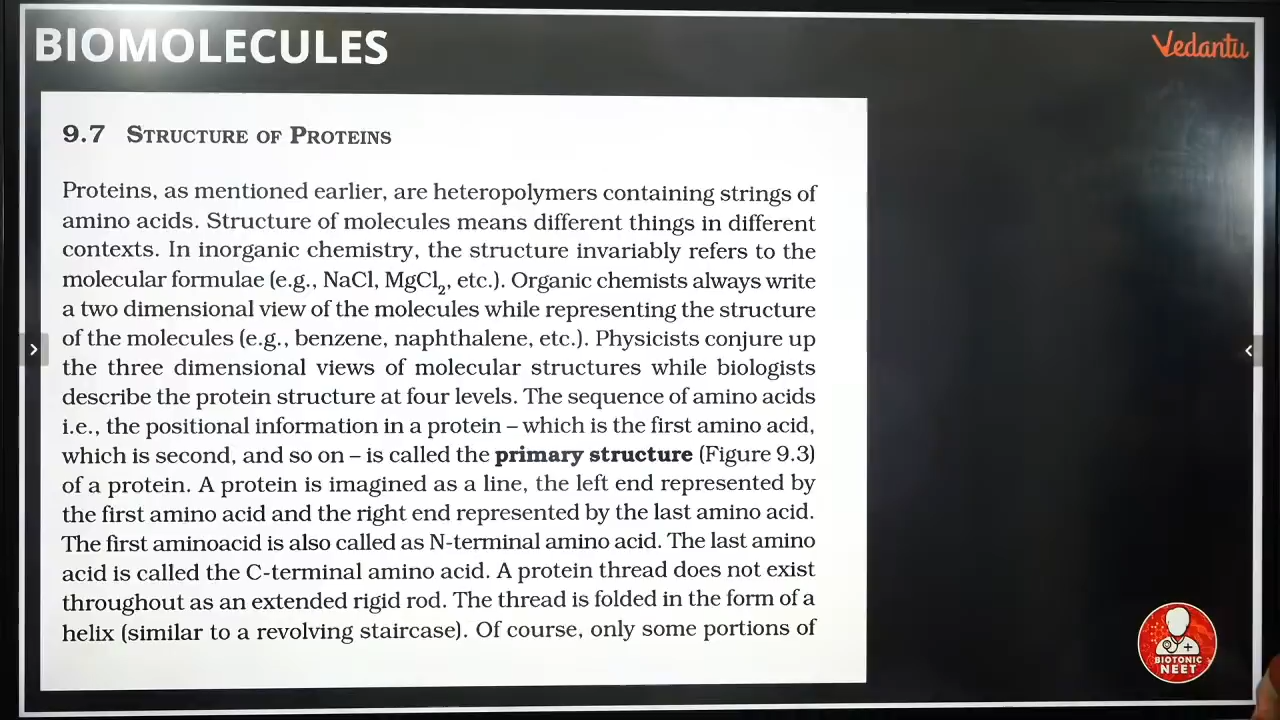 BIOMOLECULES
Vedantu
9.7 STRUCTURE OF PROTEINS
Proteins, as mentioned earlier, are heteropolymers containing strings of
amino acids. Structure of molecules means different things in different
contexts. In inorganic chemistry, the structure invariably refers to the
molecular formulae (e.g., NaCl, MgCl₂, etc.). Organic chemists always write
a two dimensional view of the molecules while representing the structure
of the molecules (e.g., benzene, naphthalene, etc.). Physicists conjure up
the three dimensional views of molecular structures while biologists
describe the protein structure at four levels. The sequence of amino acids
i.e., the positional information in a protein – which is the first amino acid,
which is second, and so on – is called the primary structure (Figure 9.3)
of a protein. A protein is imagined as a line, the left end represented by
the first amino acid and the right end represented by the last amino acid.
The first aminoacid is also called as N-terminal amino acid. The last amino
acid is called the C-terminal amino acid. A protein thread does not exist
throughout as an extended rigid rod. The thread is folded in the form of a
helix (similar to a revolving staircase). Of course, only some portions of
BIOTONIC
NEET